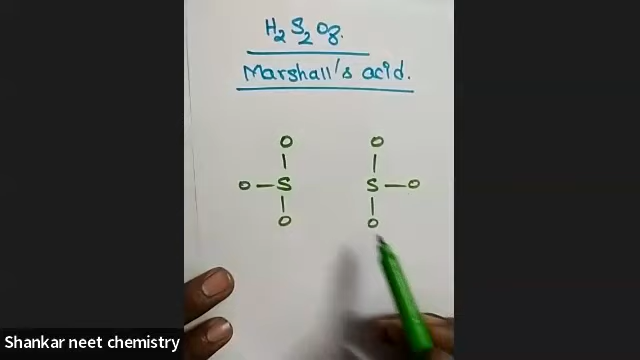 H₂S₂O₈.
Marshall's acid.
O O
O – S S – O
O O
Shankar neet chemistry